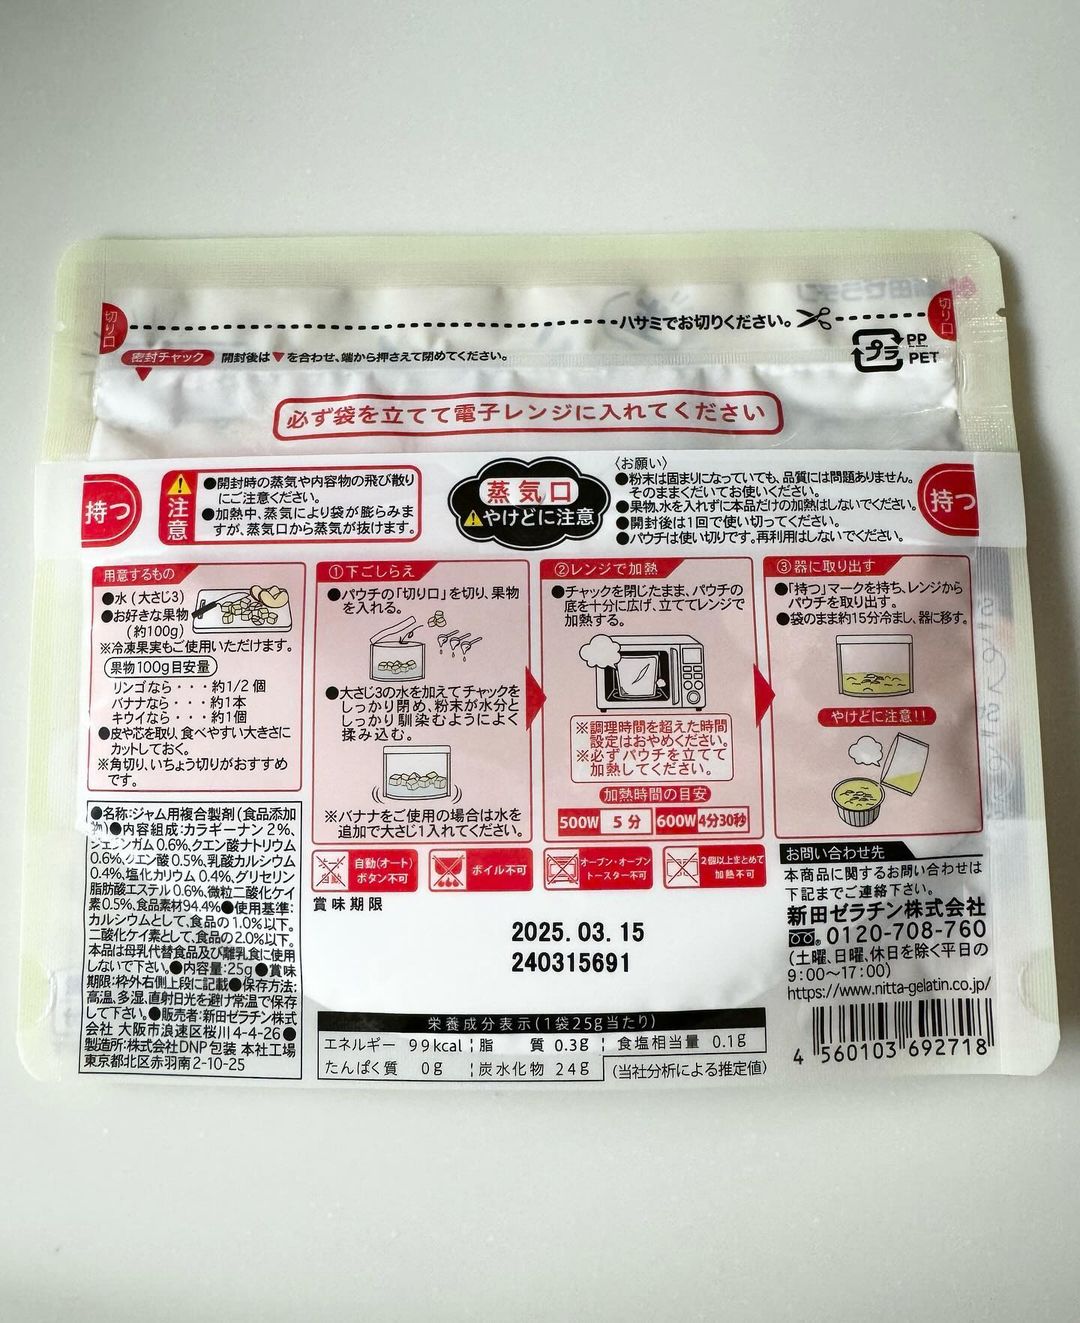 切り口
ハサミでお切りください。
切り口
密封チャック 開封後は▼を合わせ、端から押さえて閉めてください。
プラ
PP
PET
必ず袋を立てて電子レンジに入れてください
持つ
注意
●開封時の蒸気や内容物の飛び散り
にご注意ください。
●加熱中、蒸気により袋が膨らみま
すが、蒸気口から蒸気が抜けます。
蒸気口
やけどに注意
〈お願い〉
●粉末は固まりになっていても、品質には問題ありません。
そのままくだいてお使いください。
●果物、水を入れずに本品だけの加熱はしないでください。
●開封後は1回で使い切ってください。
●パウチは使い切りです。再利用はしないでください。
持つ
用意するもの
●水(大さじ3)
●お好きな果物
(約100g)
※冷凍果実もご使用いただけます。
果物100g目安量
リンゴなら・・・約1/2個
バナナなら・・・約1本
キウイなら・・・約1個
●皮や芯を取り、食べやすい大きさに
カットしておく。
※角切り、いちょう切りがおすすめ
です。
①下ごしらえ
●パウチの「切り口」を切り、果物
を入れる。
●大さじ3の水を加えてチャックを
しっかり閉め、粉末が水分と
しっかり馴染むようによく
揉み込む。
※バナナをご使用の場合は水を
追加で大さじ1入れてください。
②レンジで加熱
●チャックを閉じたまま、パウチの
底を十分に広げ、立ててレンジで
加熱する。
※調理時間を超えた時間
設定はおやめください。
※必ずパウチを立てて
加熱してください。
加熱時間の目安
500W 5分 600W 4分30秒
③器に取り出す
●「持つ」マークを持ち、レンジから
パウチを取り出す。
●袋のまま約15分冷まし、器に移す。
やけどに注意!!
自動
自動(オート)
ボタン不可
ボイル不可
オーブン・オーブン
トースター不可
2個以上まとめて
加熱不可
●名称:ジャム用複合製剤(食品添加
物)●内容組成:カラギーナン2%、
ジェランガム0.6%、クエン酸ナトリウム
0.6%、クエン酸0.5%、乳酸カルシウム
0.4%、塩化カリウム0.4%、グリセリン
脂肪酸エステル0.6%、微粒二酸化ケイ
素0.5%、食品素材94.4%●使用基準:
カルシウムとして、食品の1.0%以下。
二酸化ケイ素として、食品の2.0%以下。
本品は母乳代替食品及び離乳食に使用
しないで下さい。●内容量:25g●賞味
期限:枠外右側上段に記載●保存方法:
高温、多湿、直射日光を避け常温で保存
して下さい。●販売者:新田ゼラチン株式
会社 大阪市浪速区桜川4-4-26●
製造所:株式会社DNP包装 本社工場
東京都北区赤羽南2-10-25
賞味期限
2025.03.15
240315691
栄養成分表示(1袋25g当たり)
エネルギー 99kcal 脂質 0.3g 食塩相当量 0.1g
たんぱく質 0g 炭水化物 24g (当社分析による推定値)
お問い合わせ先
本商品に関するお問い合わせは
下記までご連絡下さい。
新田ゼラチン株式会社
0120-708-760
(土曜、日曜、休日を除く平日の
9:00〜17:00)
https://www.nitta-gelatin.co.jp/
4 560103 692718